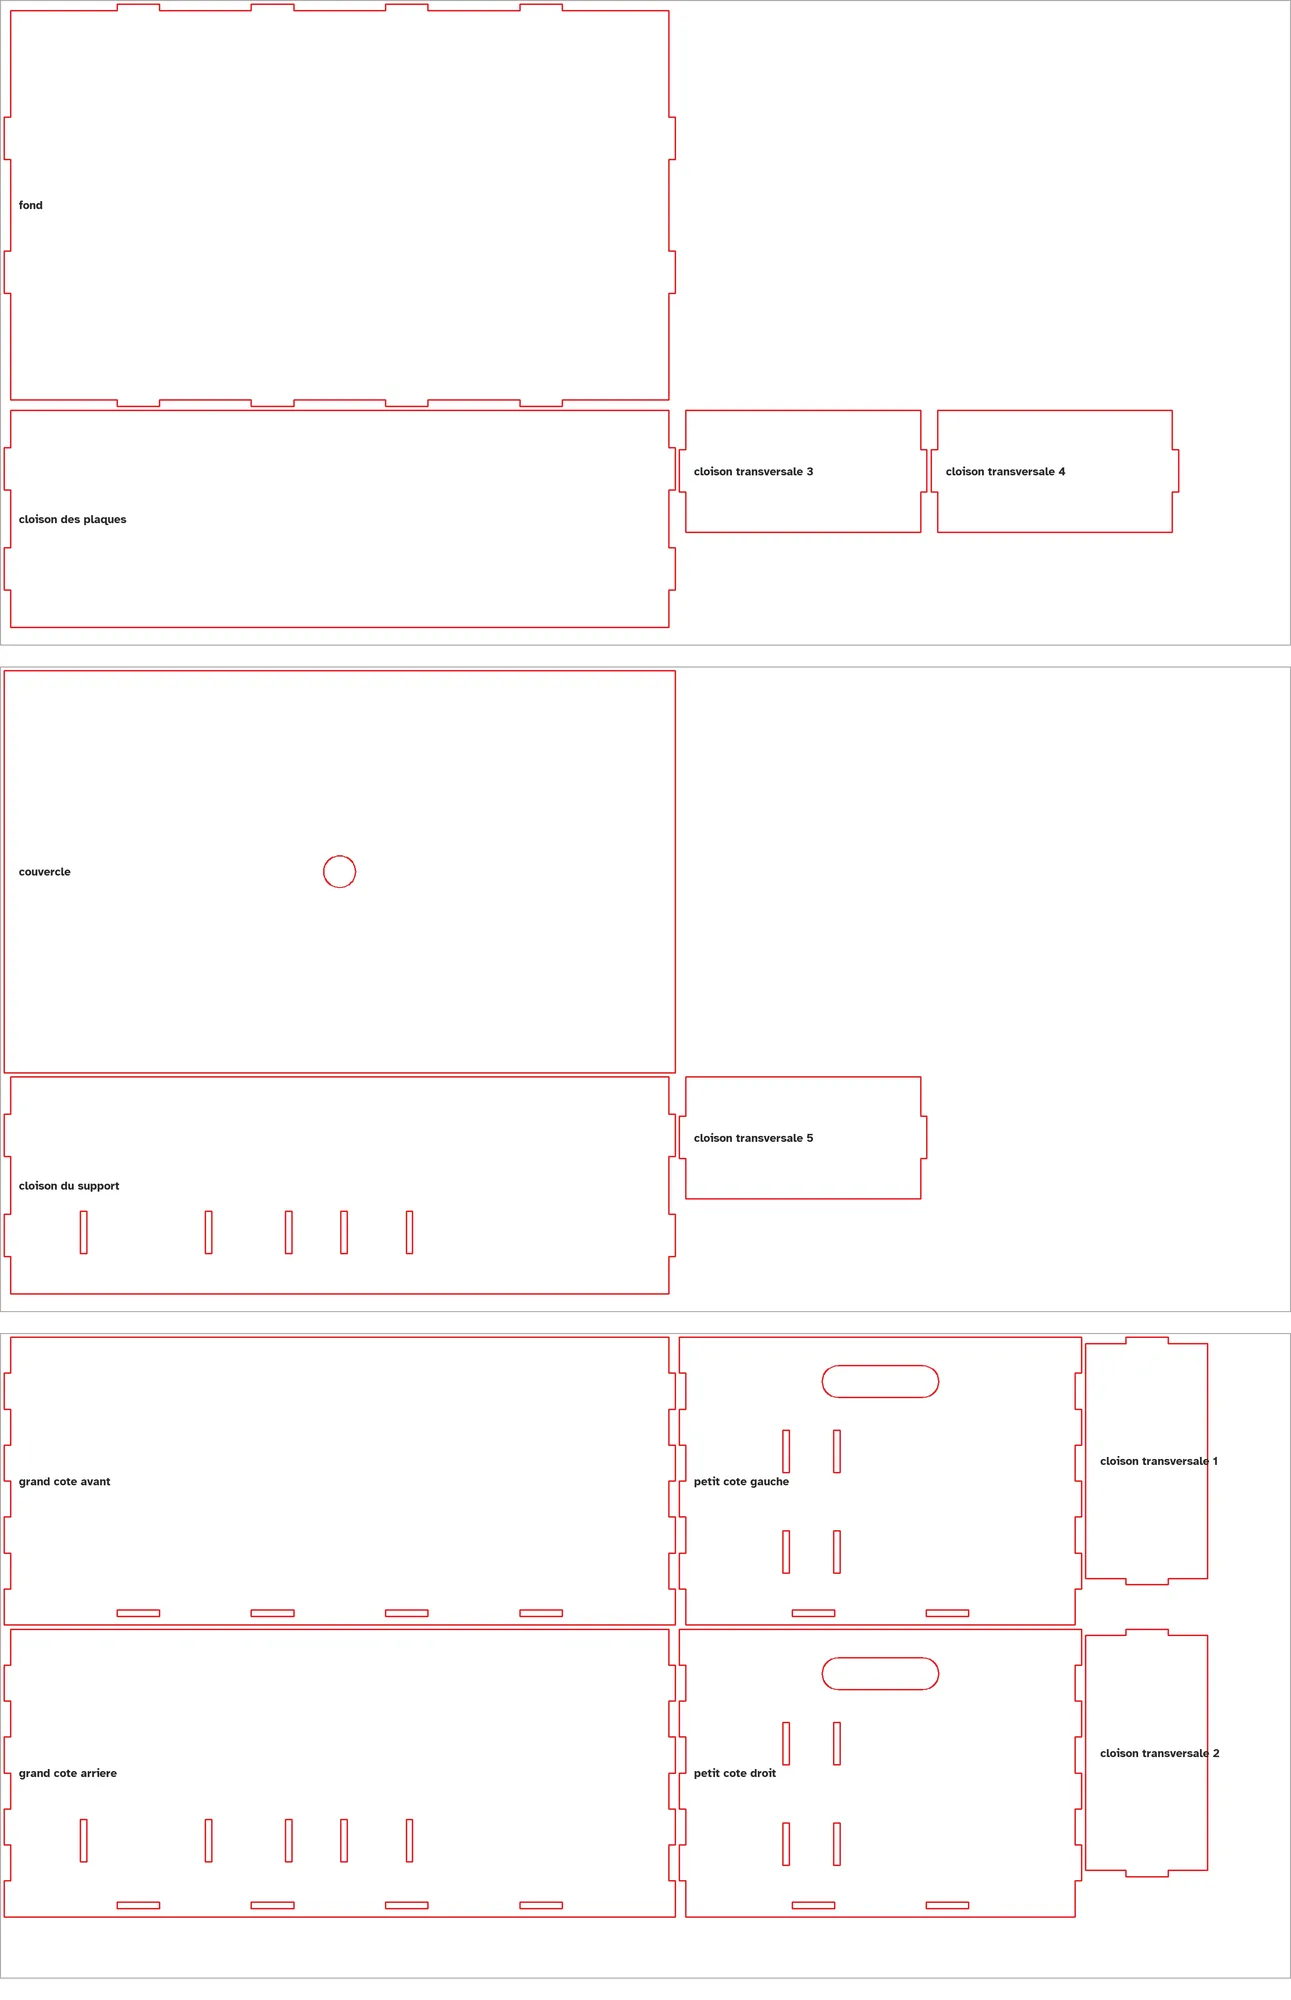 fond
cloison des plaques
cloison transversale 3
cloison transversale 4
couvercle
cloison du support
cloison transversale 5
grand cote avant
petit cote gauche
cloison transversale 1
grand cote arriere
petit cote droit
cloison transversale 2